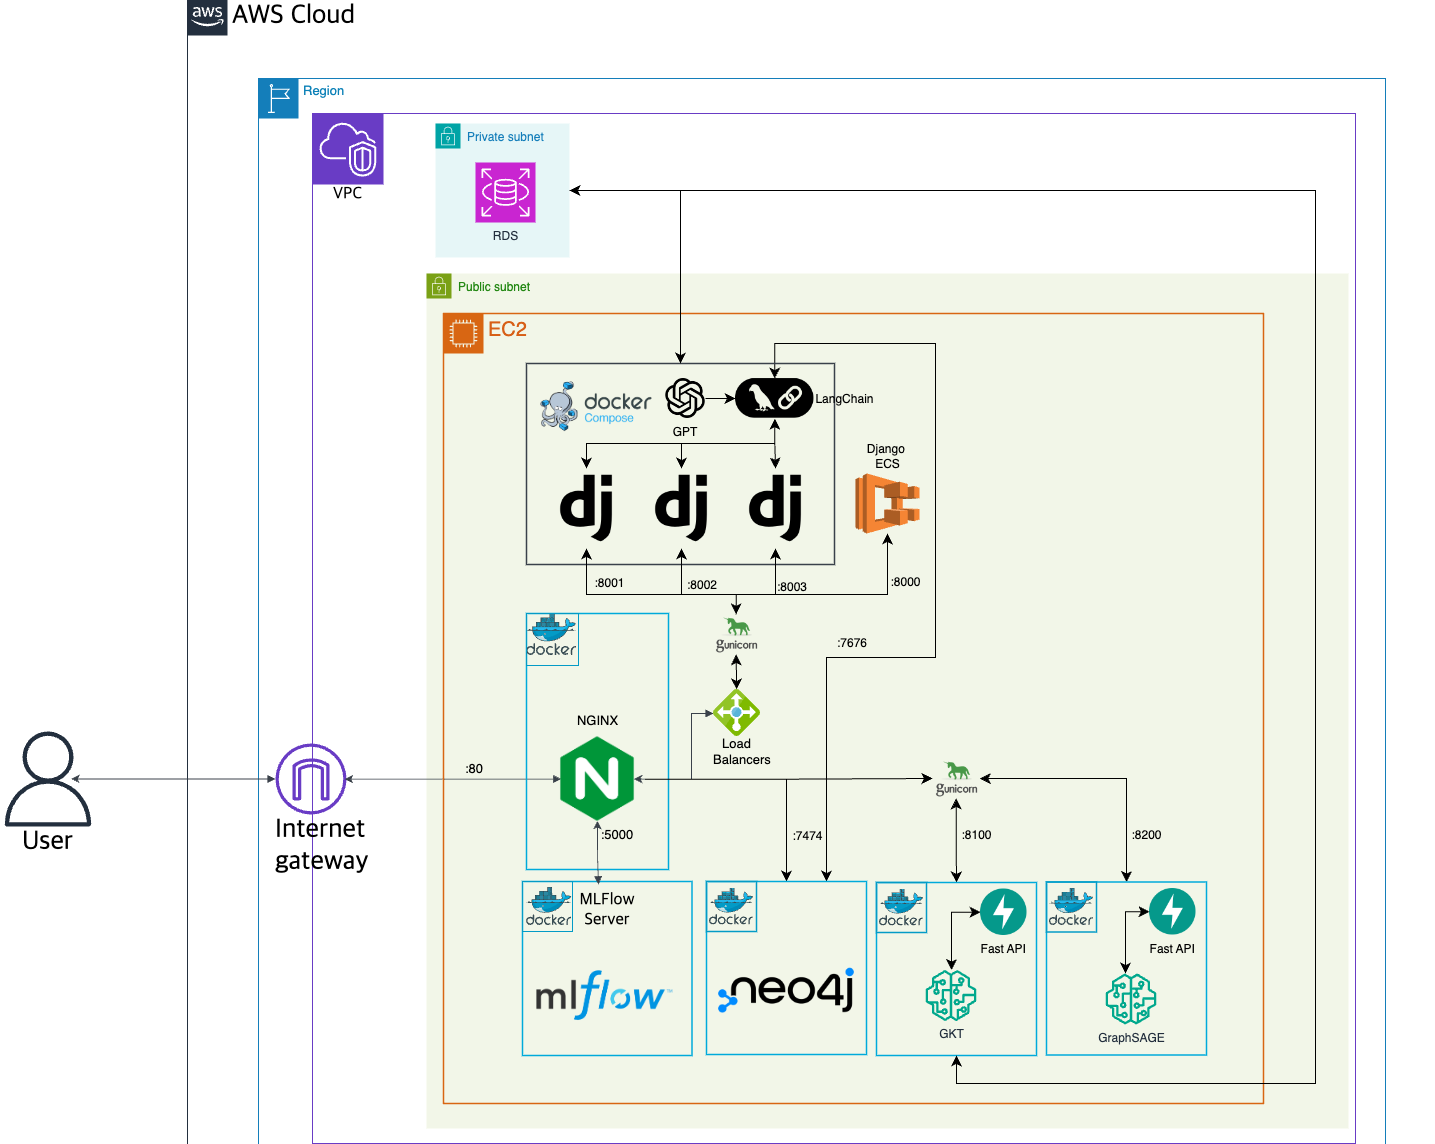 aws
AWS Cloud
Region
VPC
Private subnet
RDS
Public subnet
EC2
docker
Compose
GPT
LangChain
Django
ECS
dj
dj
dj
:8001
:8002
:8003
:8000
docker
gunicorn
:7676
NGINX
N
Load
Balancers
:80
gunicorn
User
Internet
gateway
:5000
:7474
:8100
:8200
docker
MLFlow
Server
mlflow™
docker
neo4j
docker
Fast API
GKT
docker
Fast API
GraphSAGE